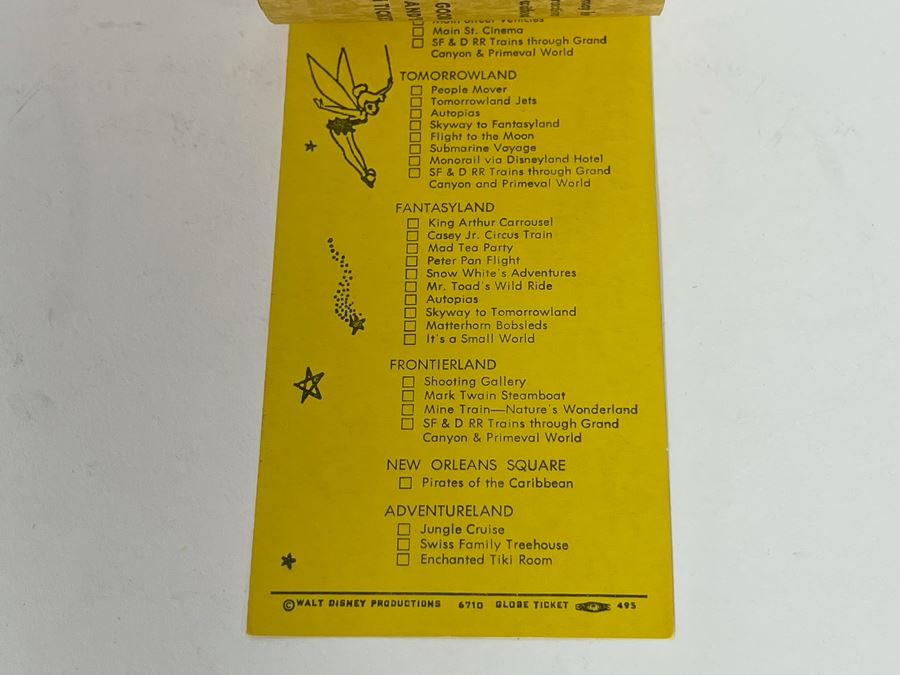 Main Street Vehicles
Main St. Cinema
SF & D RR Trains through Grand
Canyon & Primeval World
TOMORROWLAND
People Mover
Tomorrowland Jets
Autopias
Skyway to Fantasyland
Flight to the Moon
Submarine Voyage
Monorail via Disneyland Hotel
SF & D RR Trains through Grand
Canyon and Primeval World
FANTASYLAND
King Arthur Carrousel
Casey Jr. Circus Train
Mad Tea Party
Peter Pan Flight
Snow White's Adventures
Mr. Toad's Wild Ride
Autopias
Skyway to Tomorrowland
Matterhorn Bobsleds
It's a Small World
FRONTIERLAND
Shooting Gallery
Mark Twain Steamboat
Mine Train—Nature's Wonderland
SF & D RR Trains through Grand
Canyon & Primeval World
NEW ORLEANS SQUARE
Pirates of the Caribbean
ADVENTURELAND
Jungle Cruise
Swiss Family Treehouse
Enchanted Tiki Room
©WALT DISNEY PRODUCTIONS 6710 GLOBE TICKET 495